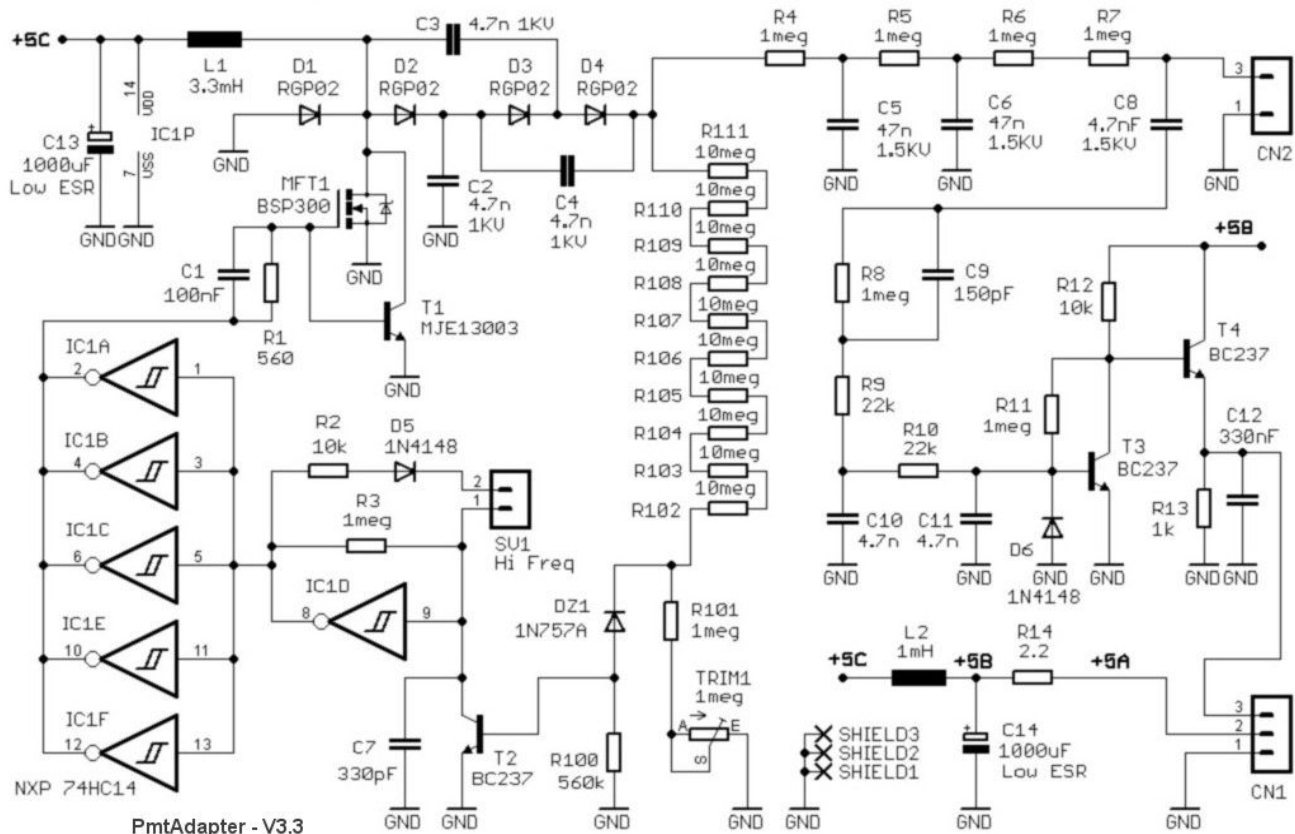 +5C
C3
4.7n 1KV
L1
3.3mH
14
VDD
IC1P
7
VSS
C13
1000uF
Low ESR
+
GND
GND
D1
RGP02
D2
RGP02
D3
RGP02
D4
RGP02
GND
MFT1
BSP300
GND
C2
4.7n
1KV
GND
C4
4.7n
1KV
C1
100nF
R1
560
T1
MJE13003
GND
R4
1meg
R5
1meg
R6
1meg
R7
1meg
C5
47n
1.5KV
GND
C6
47n
1.5KV
GND
C8
4.7nF
1.5KV
3
1
CN2
GND
R111
10meg
10meg
R110
10meg
R109
10meg
R108
10meg
R107
10meg
R106
10meg
R105
10meg
R104
10meg
R103
10meg
R102
R8
1meg
C9
150pF
R9
22k
R10
22k
C10
4.7n
GND
C11
4.7n
GND
R11
1meg
R12
10k
+5B
T4
BC237
T3
BC237
D6
1N4148
GND
GND
R13
1k
GND
C12
330nF
GND
IC1A
2
1
IC1B
4
3
IC1C
6
5
IC1E
10
11
IC1F
12
13
NXP 74HC14
R2
10k
D5
1N4148
R3
1meg
2
1
SV1
Hi Freq
IC1D
8
9
C7
330pF
GND
T2
BC237
GND
DZ1
1N757A
R100
560k
GND
R101
1meg
TRIM1
1meg
A
E
S
GND
+5C
L2
1mH
+5B
R14
2.2
+5A
SHIELD3
SHIELD2
SHIELD1
GND
+
C14
1000uF
Low ESR
GND
3
2
1
CN1
GND
PmtAdapter - V3.3